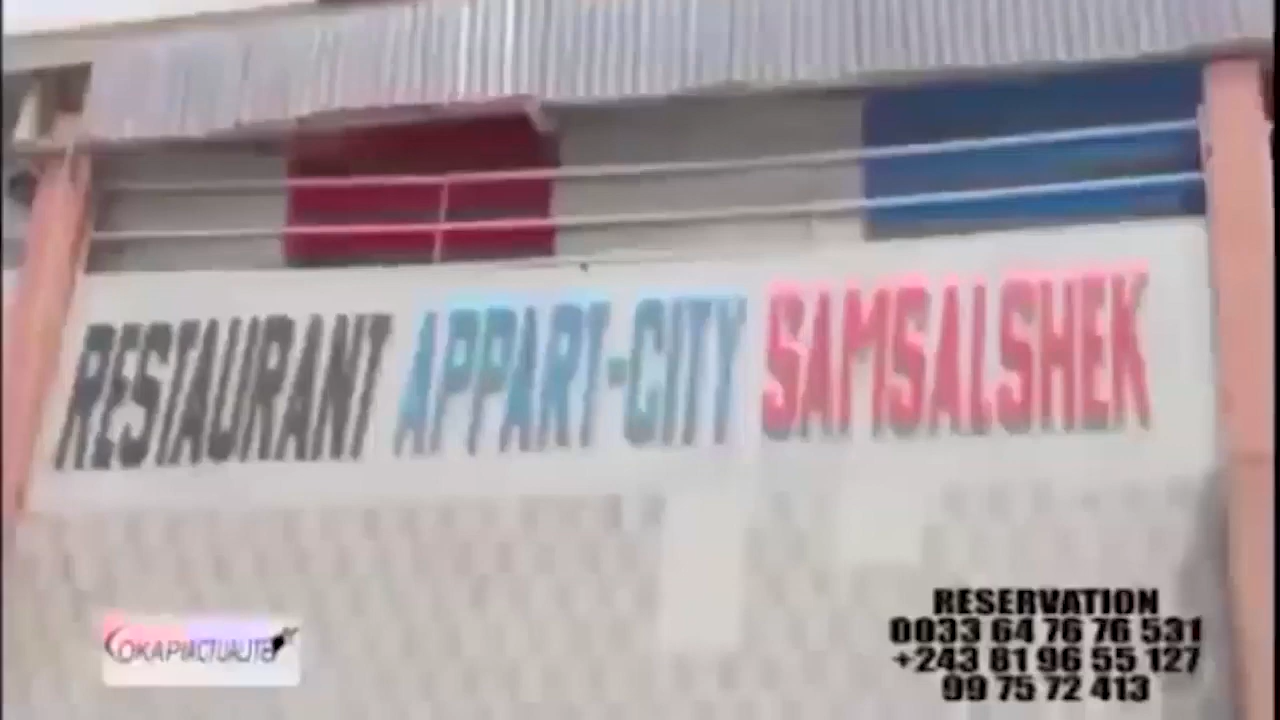 RESTAURANT APPART-CITY SAMSALSHEK
OKAPIACTUALITE
RESERVATION
0033 64 76 76 531
+243 81 96 55 127
99 75 72 413